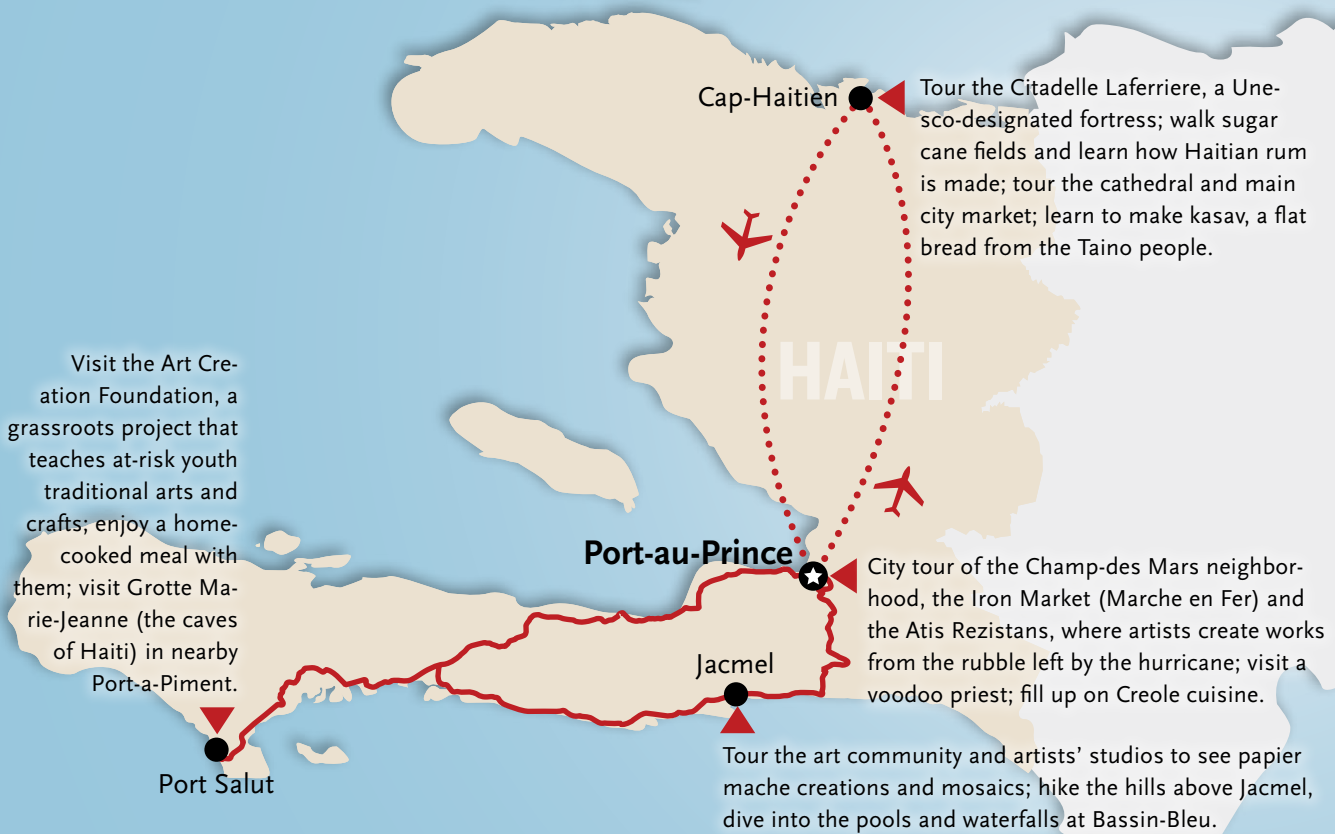 Cap-Haitien
Tour the Citadelle Laferriere, a Une-
sco-designated fortress; walk sugar
cane fields and learn how Haitian rum
is made; tour the cathedral and main
city market; learn to make kasav, a flat
bread from the Taino people.
HAITI
Visit the Art Cre-
ation Foundation, a
grassroots project that
teaches at-risk youth
traditional arts and
crafts; enjoy a home-
cooked meal with
them; visit Grotte Ma-
rie-Jeanne (the caves
of Haiti) in nearby
Port-a-Piment.
Port Salut
Port-au-Prince
City tour of the Champ-des Mars neighbor-
hood, the Iron Market (Marche en Fer) and
the Atis Rezistans, where artists create works
from the rubble left by the hurricane; visit a
voodoo priest; fill up on Creole cuisine.
Jacmel
Tour the art community and artists’ studios to see papier
mache creations and mosaics; hike the hills above Jacmel,
dive into the pools and waterfalls at Bassin-Bleu.